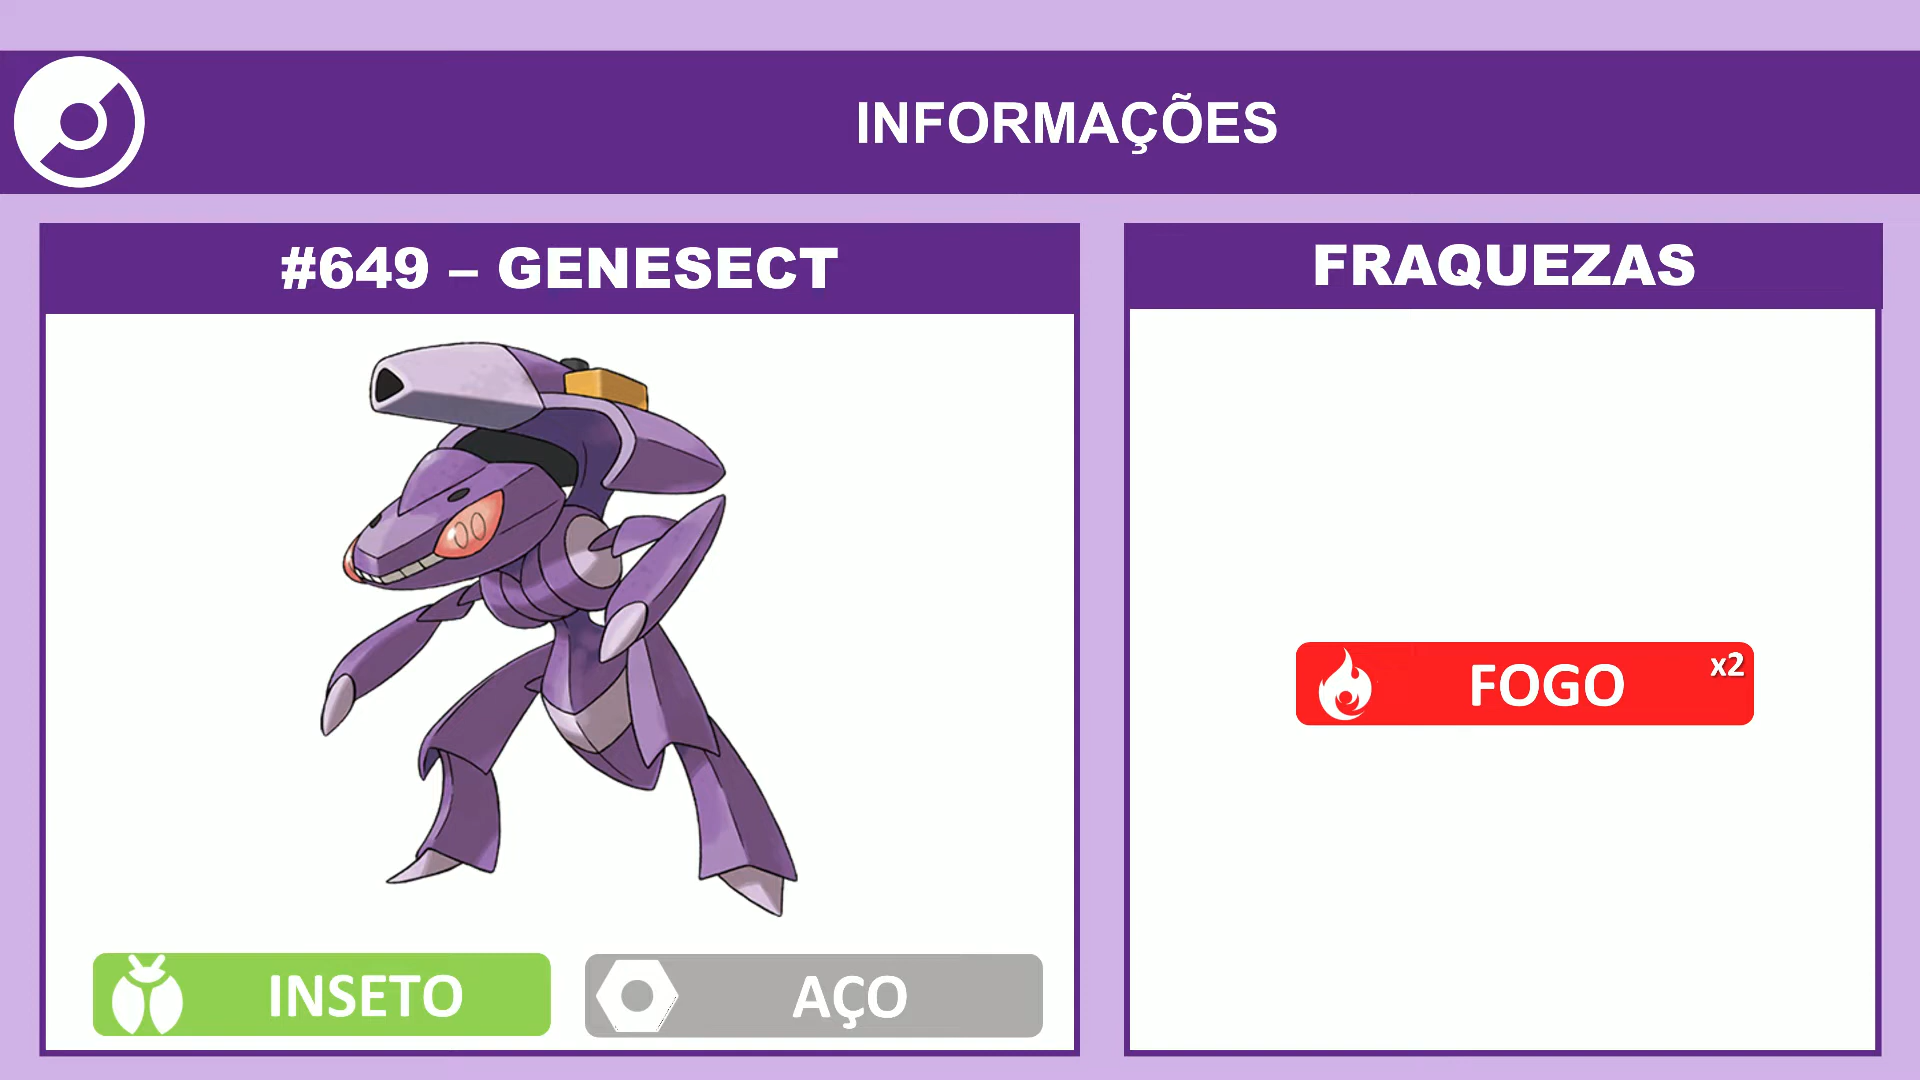 INFORMAÇÕES
#649 – GENESECT
FRAQUEZAS
FOGO x2
INSETO
AÇO